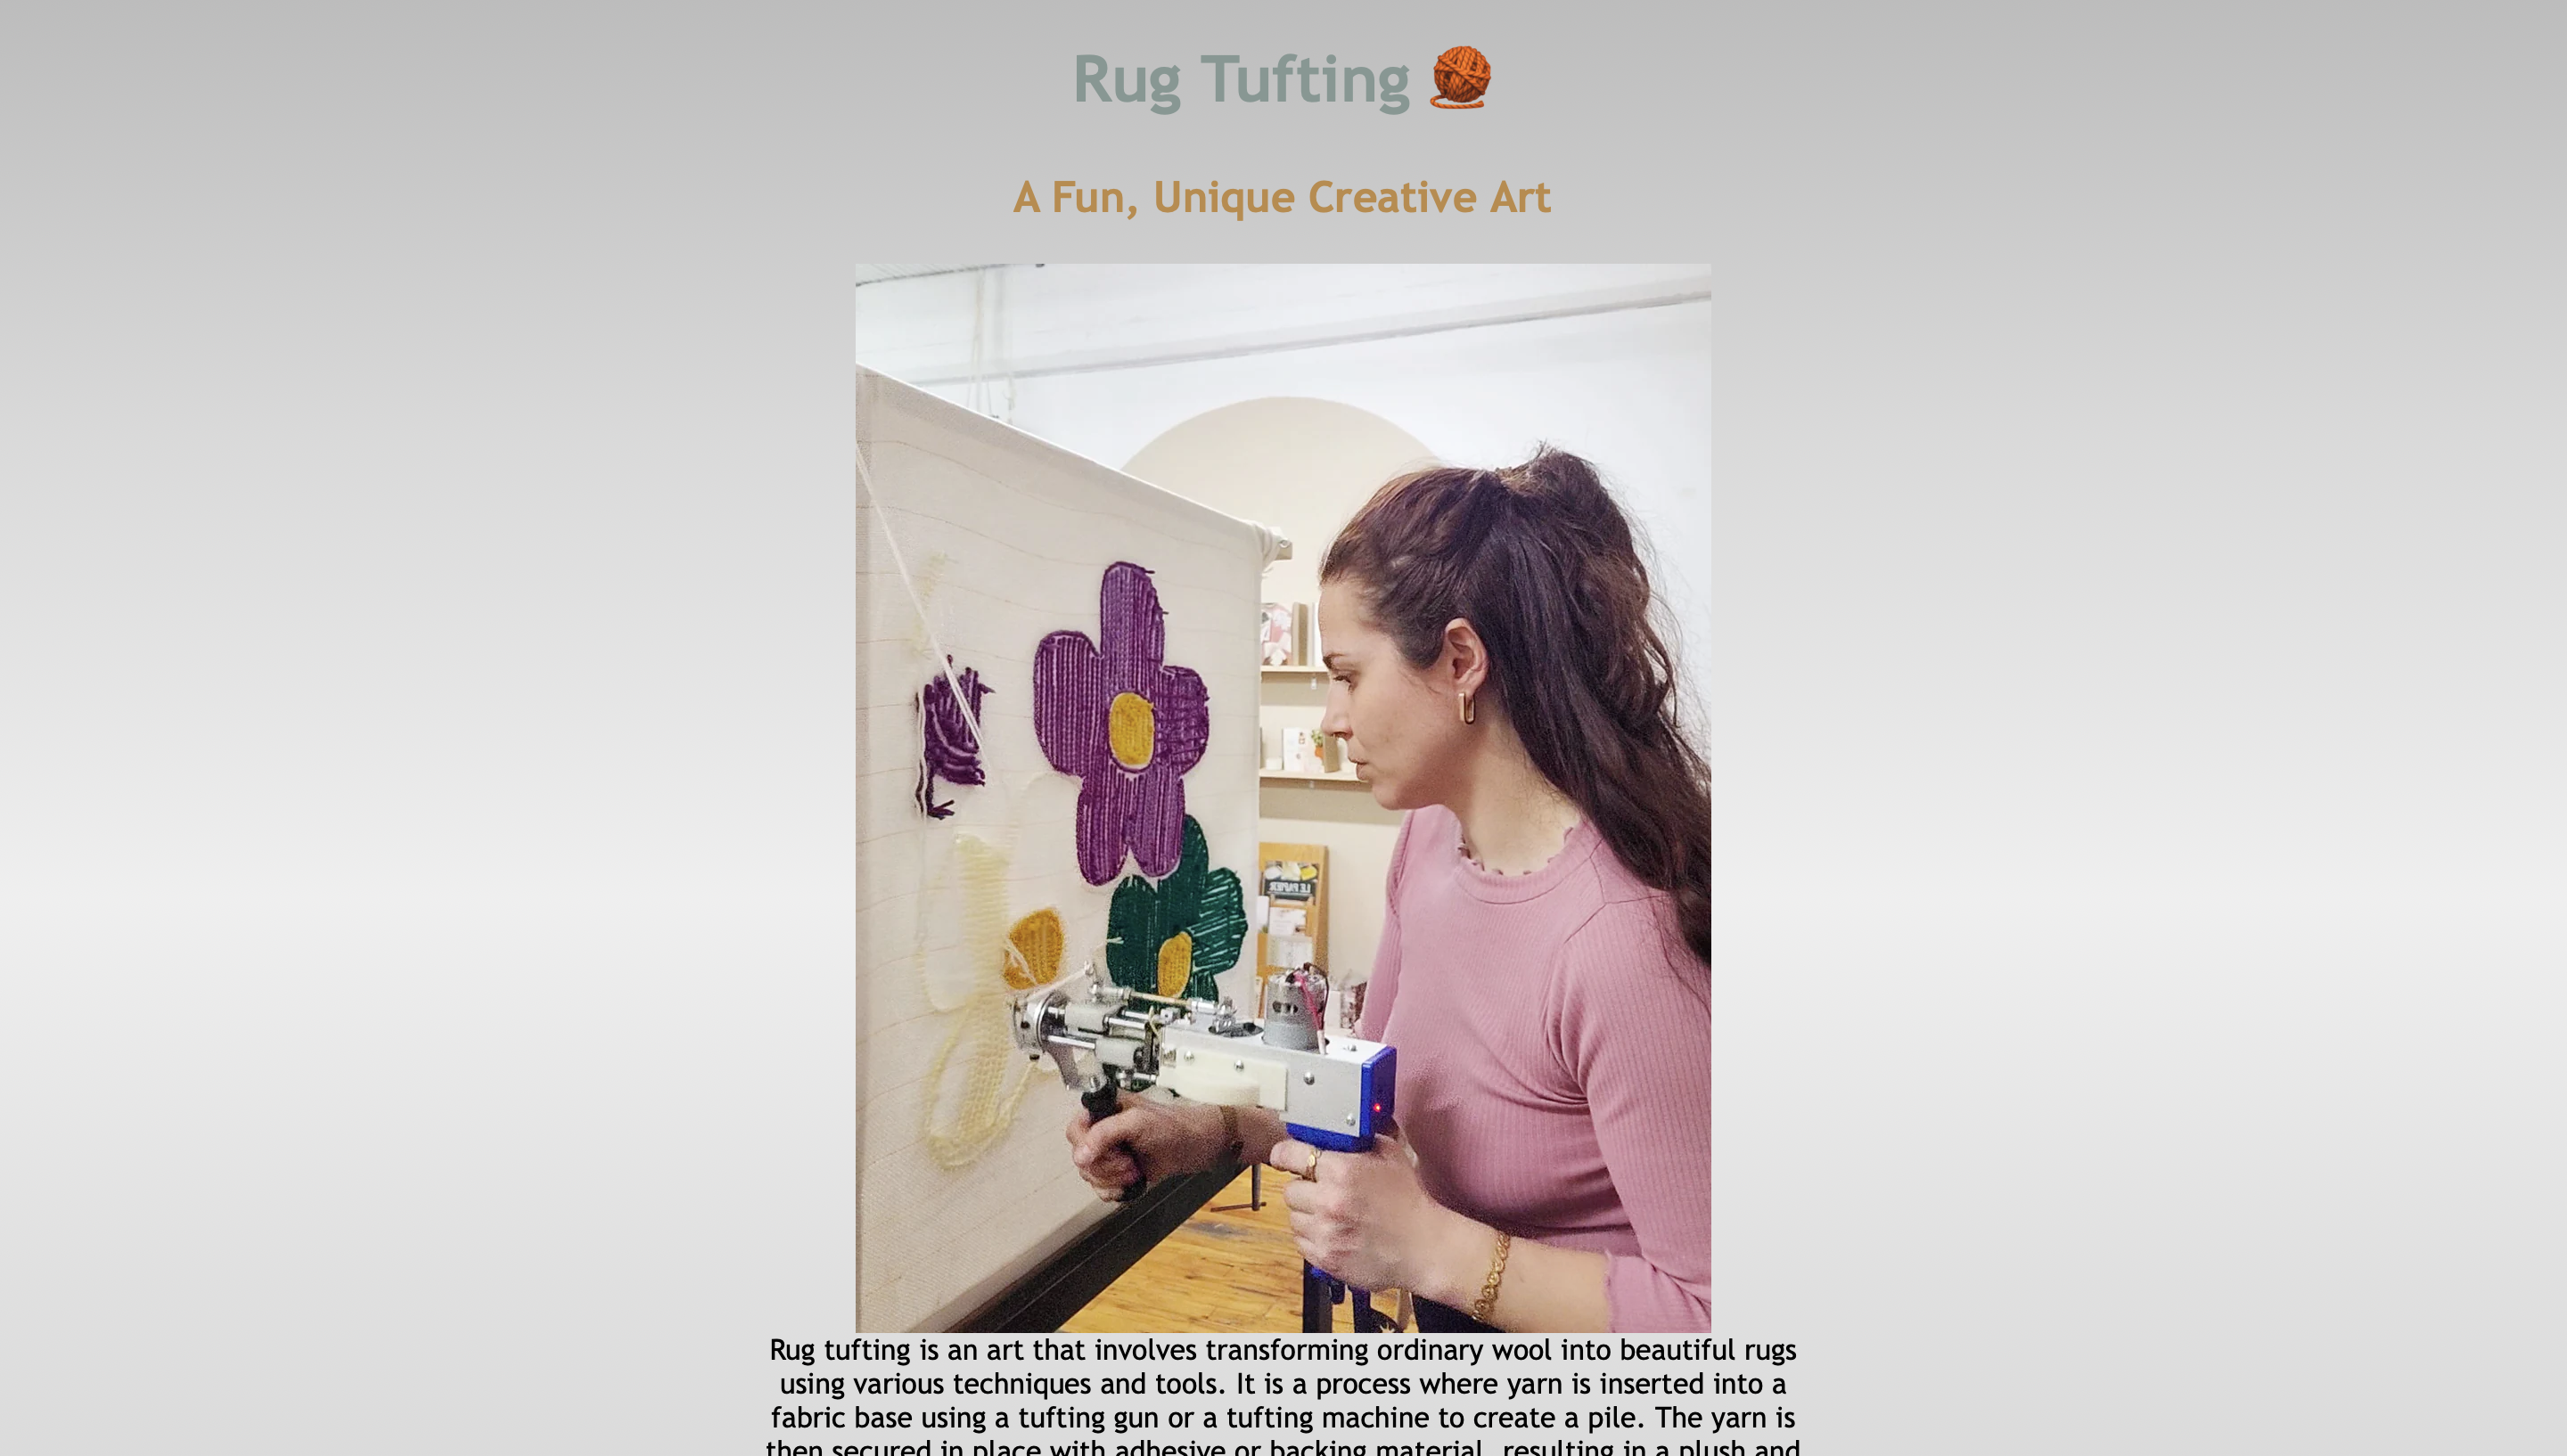 Rug Tufting
A Fun, Unique Creative Art
LE PAPIER
Rug tufting is an art that involves transforming ordinary wool into beautiful rugs
using various techniques and tools. It is a process where yarn is inserted into a
fabric base using a tufting gun or a tufting machine to create a pile. The yarn is
then secured in place with adhesive or backing material, resulting in a plush and